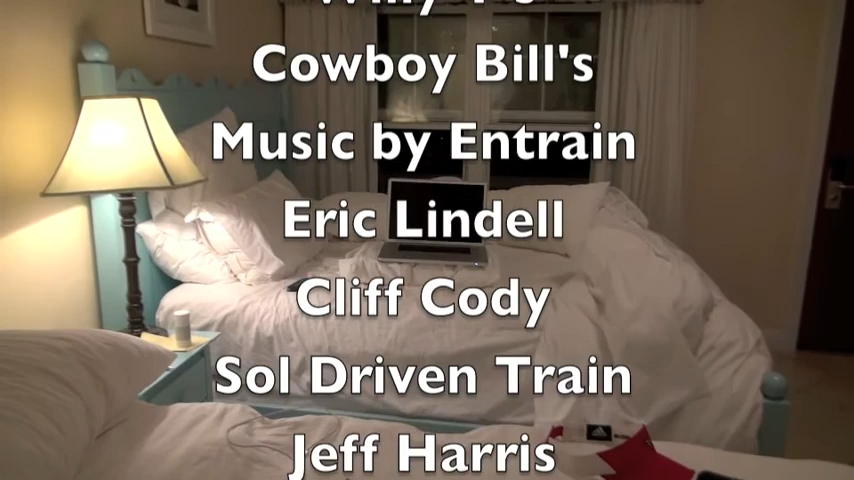 Cowboy Bill's
Music by Entrain
Eric Lindell
Cliff Cody
Sol Driven Train
Jeff Harris